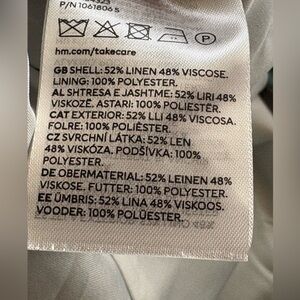 P/N 1061806 S
P
hm.com/takecare
GB SHELL: 52% LINEN 48% VISCOSE.
LINING: 100% POLYESTER.
AL SHTRESA E JASHTME: 52% LIRI 48%
VISKOZË. ASTARI: 100% POLIESTËR.
CAT EXTERIOR: 52% LLI 48% VISCOSA.
FOLRE: 100% POLIÈSTER.
CZ SVRCHNÍ LÁTKA: 52% LEN
48% VISKÓZA. PODŠÍVKA: 100%
POLYESTER.
DE OBERMATERIAL: 52% LEINEN 48%
VISKOSE. FUTTER: 100% POLYESTER.
EE ÜMBRIS: 52% LINA 48% VISKOOS.
VOODER: 100% POLÜESTER.